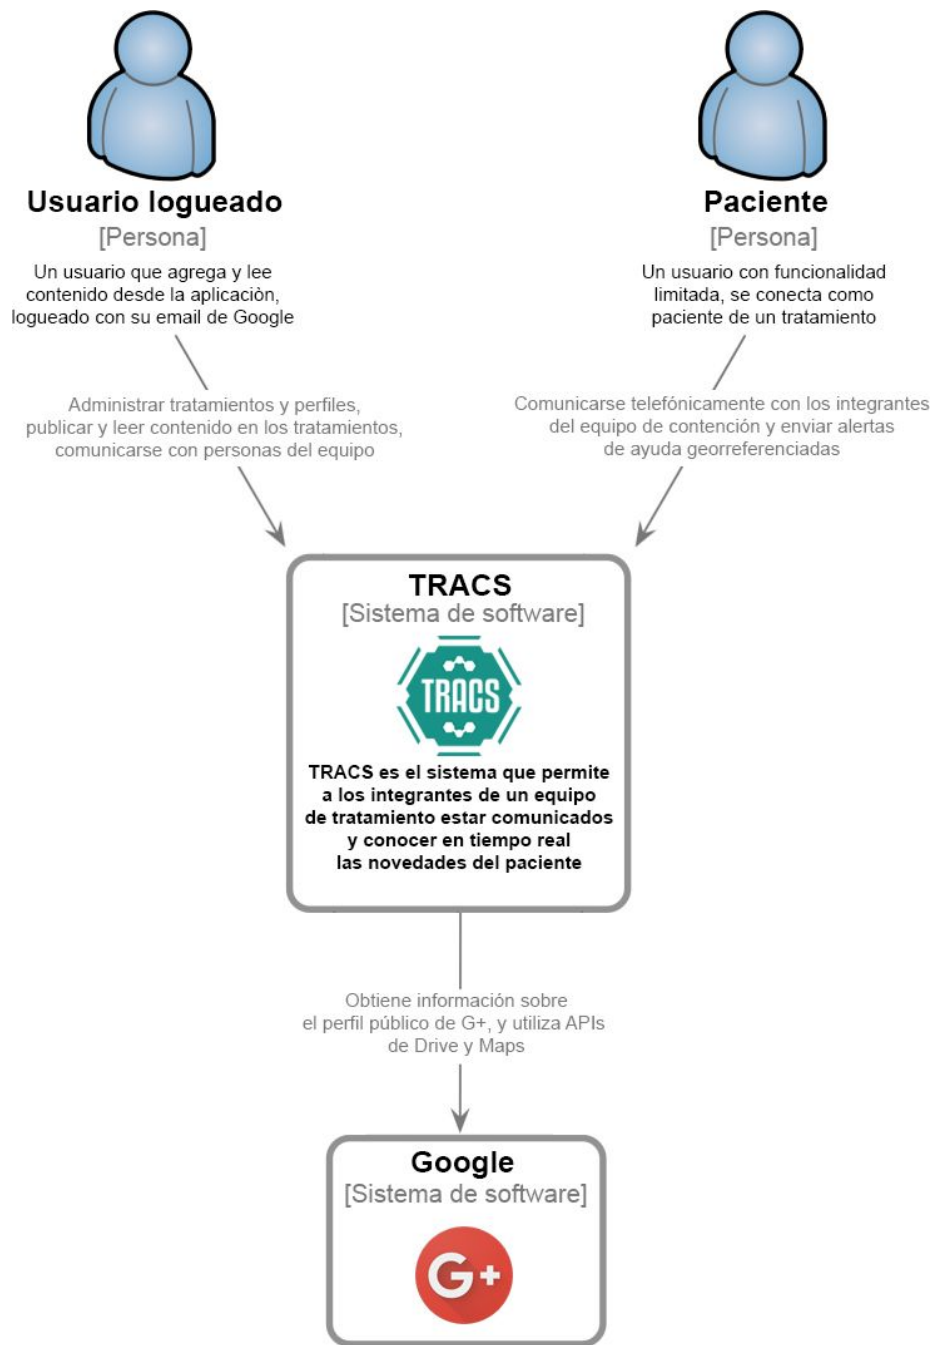 Usuario logueado
[Persona]
Un usuario que agrega y lee
contenido desde la aplicaciòn,
logueado con su email de Google
Paciente
[Persona]
Un usuario con funcionalidad
limitada, se conecta como
paciente de un tratamiento
Administrar tratamientos y perfiles,
publicar y leer contenido en los tratamientos,
comunicarse con personas del equipo
Comunicarse telefónicamente con los integrantes
del equipo de contención y enviar alertas
de ayuda georreferenciadas
TRACS
[Sistema de software]
TRACS
TRACS es el sistema que permite
a los integrantes de un equipo
de tratamiento estar comunicados
y conocer en tiempo real
las novedades del paciente
Obtiene información sobre
el perfil público de G+, y utiliza APIs
de Drive y Maps
Google
[Sistema de software]
G+